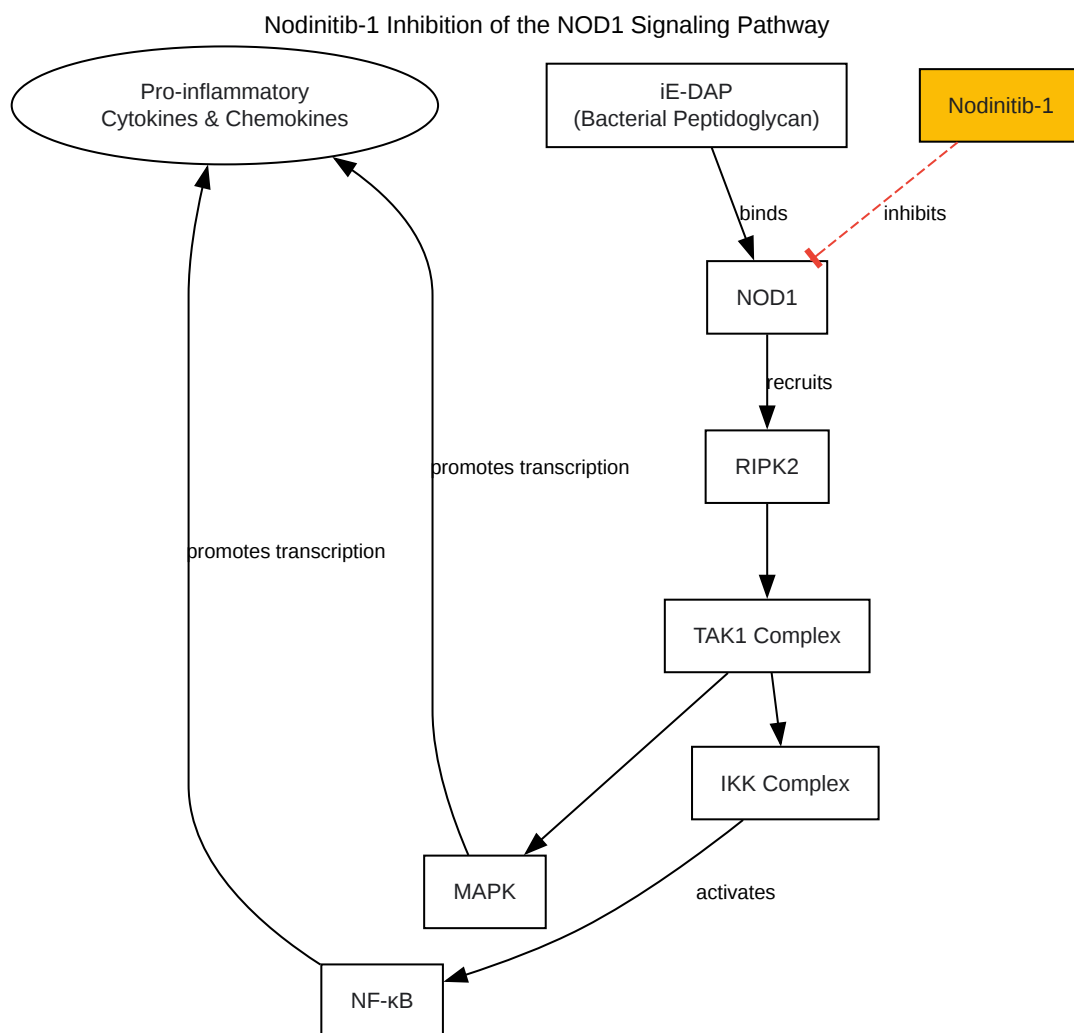 Nodinitib-1 Inhibition of the NOD1 Signaling Pathway
Pro-inflammatory
Cytokines & Chemokines
iE-DAP
(Bacterial Peptidoglycan)
Nodinitib-1
binds
inhibits
NOD1
recruits
RIPK2
promotes transcription
promotes transcription
TAK1 Complex
IKK Complex
MAPK
activates
NF-κB